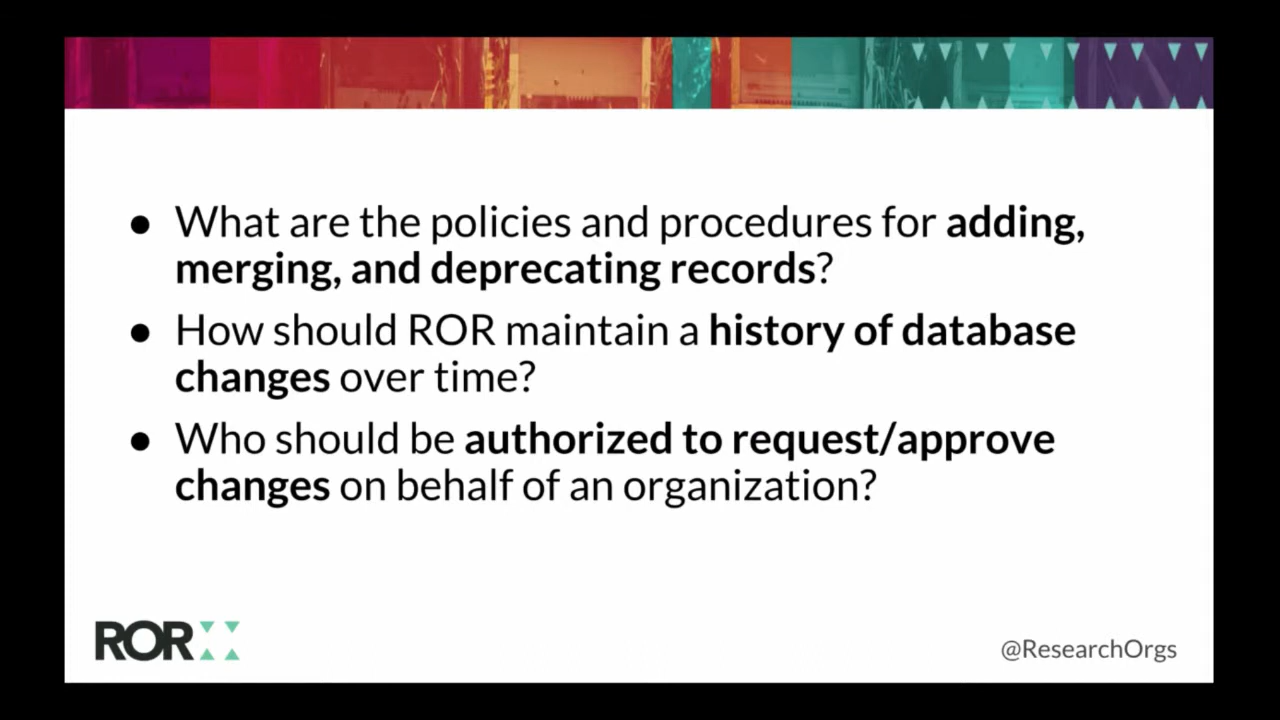 ● What are the policies and procedures for adding,
merging, and deprecating records?
● How should ROR maintain a history of database
changes over time?
● Who should be authorized to request/approve
changes on behalf of an organization?
ROR
@ResearchOrgs